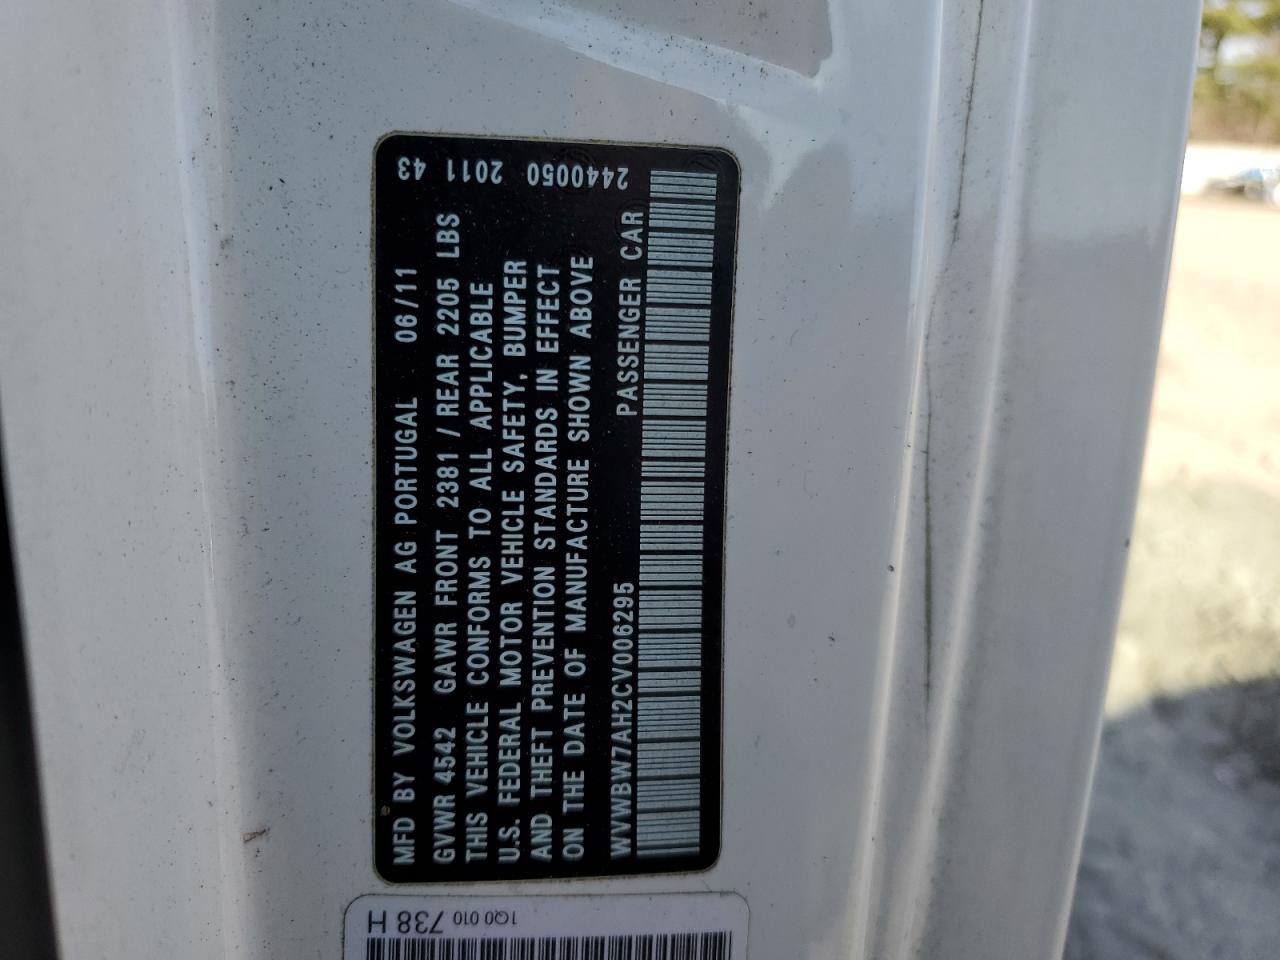 MFD BY VOLKSWAGEN AG PORTUGAL 06/11 43
GVWR 4542 GAWR FRONT 2381 / REAR 2205 LBS
THIS VEHICLE CONFORMS TO ALL APPLICABLE 2011
U.S. FEDERAL MOTOR VEHICLE SAFETY, BUMPER
AND THEFT PREVENTION STANDARDS IN EFFECT 2440050
ON THE DATE OF MANUFACTURE SHOWN ABOVE
WVWBW7AH2CV006295 PASSENGER CAR
1Q0 010 738 H